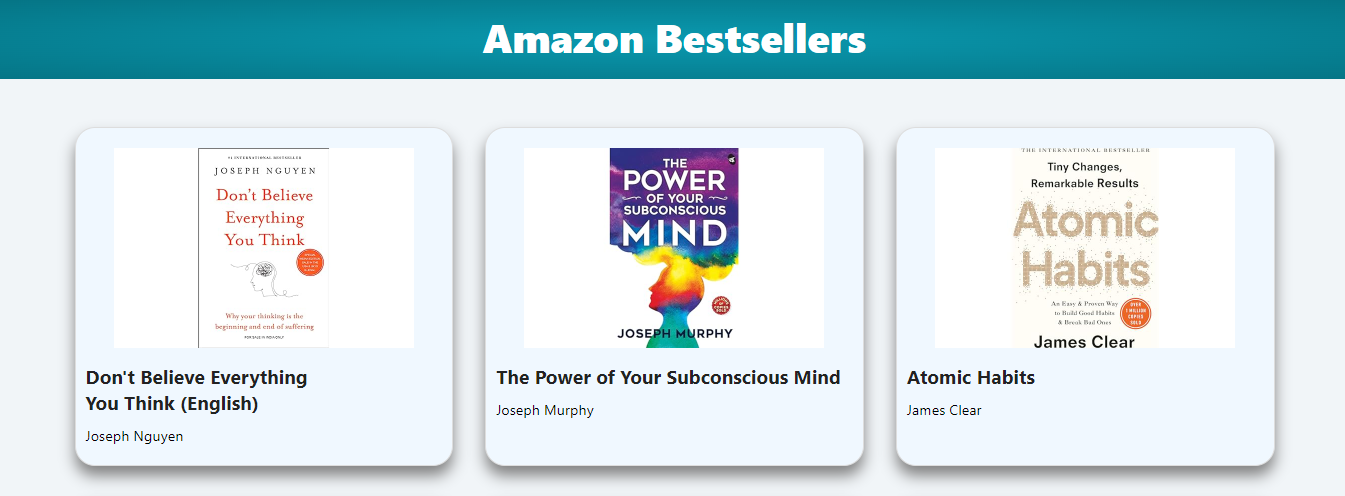 Amazon Bestsellers
#1 INTERNATIONAL BESTSELLER
JOSEPH NGUYEN
Don't Believe
Everything
You Think
Why your thinking is the
beginning and end of suffering
FOR SALE IN INDIA ONLY
Don't Believe Everything
You Think (English)
Joseph Nguyen
THE
POWER
OF YOUR
SUBCONSCIOUS
MIND
MILLIONS
OF
COPIES
SOLD
JOSEPH MURPHY
The Power of Your Subconscious Mind
Joseph Murphy
THE INTERNATIONAL BESTSELLER
Tiny Changes,
Remarkable Results
Atomic
Habits
An Easy & Proven Way
to Build Good Habits
& Break Bad Ones
OVER
1 MILLION
COPIES
SOLD
James Clear
Atomic Habits
James Clear